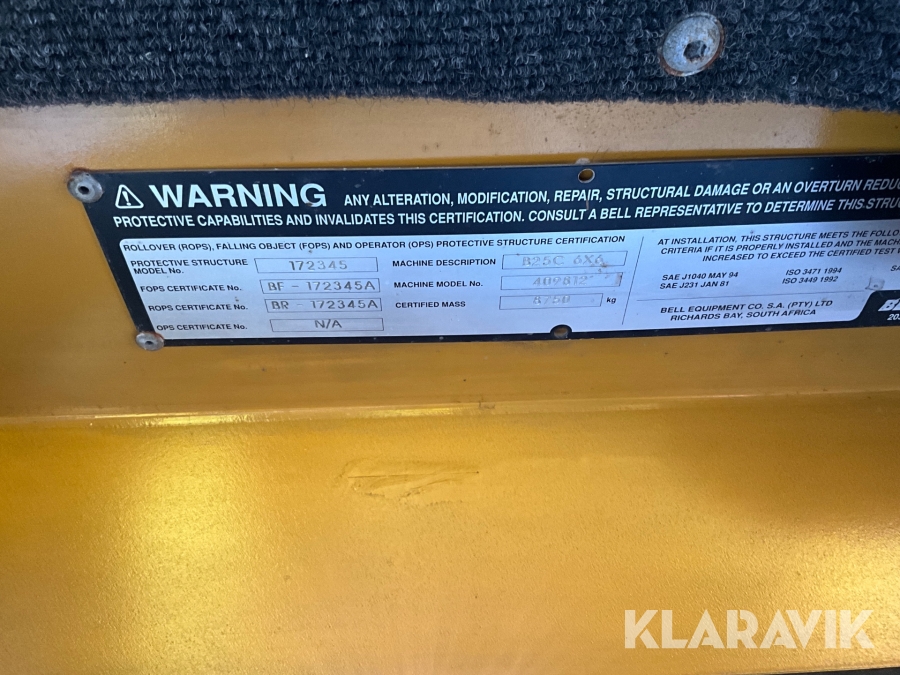 WARNING ANY ALTERATION, MODIFICATION, REPAIR, STRUCTURAL DAMAGE OR AN OVERTURN REDU
PROTECTIVE CAPABILITIES AND INVALIDATES THIS CERTIFICATION. CONSULT A BELL REPRESENTATIVE TO DETERMINE THIS STRU
ROLLOVER (ROPS), FALLING OBJECT (FOPS) AND OPERATOR (OPS) PROTECTIVE STRUCTURE CERTIFICATION
PROTECTIVE STRUCTURE MODEL No. 172345
FOPS CERTIFICATE No. BF - 172345A
ROPS CERTIFICATE No. BR - 172345A
OPS CERTIFICATE No. N/A
MACHINE DESCRIPTION B25C 6X6
MACHINE MODEL No.
CERTIFIED MASS 8750 kg
AT INSTALLATION, THIS STRUCTURE MEETS THE FOLLO
CRITERIA IF IT IS PROPERLY INSTALLED AND THE MACH
INCREASED TO EXCEED THE CERTIFIED TEST
SAE J1040 MAY 94 ISO 3471 1994 SA
SAE J231 JAN 81 ISO 3449 1992
BELL EQUIPMENT CO. S.A. (PTY) LTD
RICHARDS BAY, SOUTH AFRICA
KLARAVIK